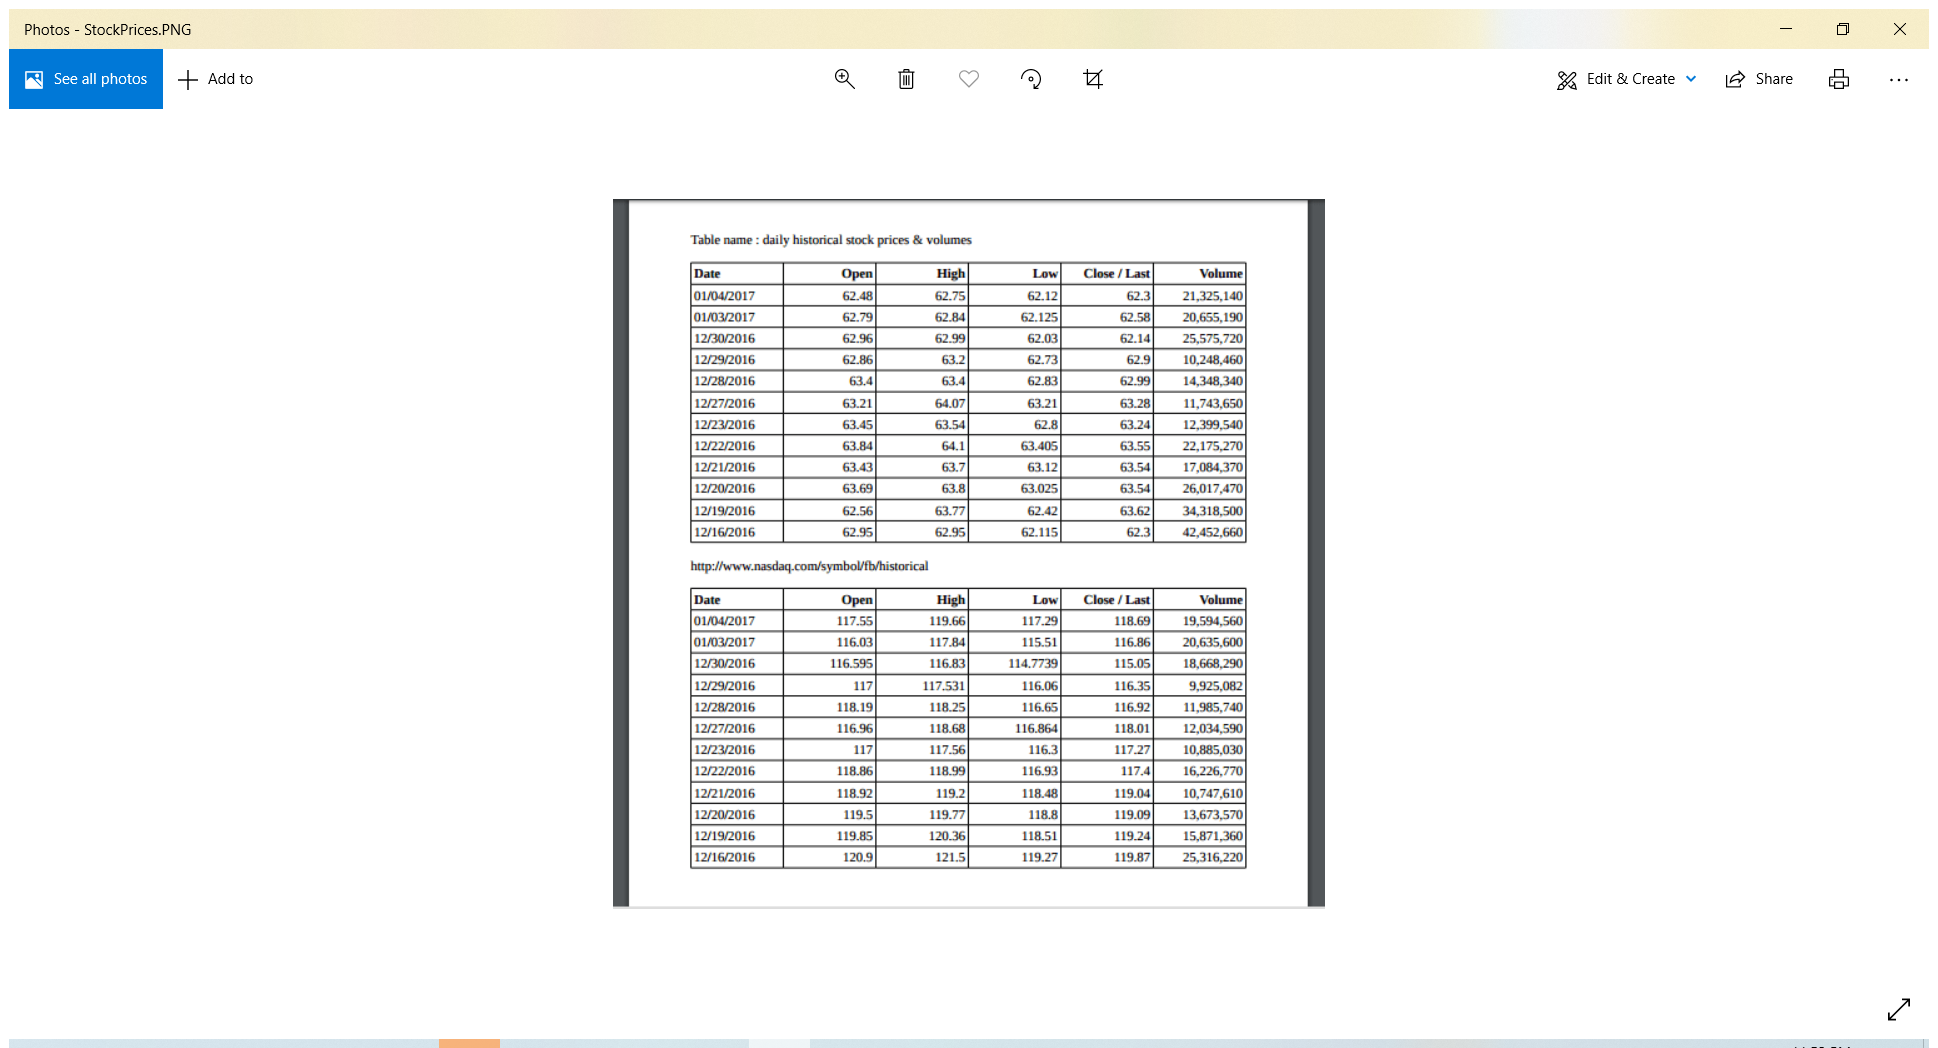 Photos - StockPrices.PNG
See all photos Add to Edit & Create Share
Table name : daily historical stock prices & volumes
Date Open High Low Close / Last Volume
01/04/2017 62.48 62.75 62.12 62.3 21,325,140
01/03/2017 62.79 62.84 62.125 62.58 20,655,190
12/30/2016 62.96 62.99 62.03 62.14 25,575,720
12/29/2016 62.86 63.2 62.73 62.9 10,248,460
12/28/2016 63.4 63.4 62.83 62.99 14,348,340
12/27/2016 63.21 64.07 63.21 63.28 11,743,650
12/23/2016 63.45 63.54 62.8 63.24 12,399,540
12/22/2016 63.84 64.1 63.405 63.55 22,175,270
12/21/2016 63.43 63.7 63.12 63.54 17,084,370
12/20/2016 63.69 63.8 63.025 63.54 26,017,470
12/19/2016 62.56 63.77 62.42 63.62 34,318,500
12/16/2016 62.95 62.95 62.115 62.3 42,452,660
http://www.nasdaq.com/symbol/fb/historical
Date Open High Low Close / Last Volume
01/04/2017 117.55 119.66 117.29 118.69 19,594,560
01/03/2017 116.03 117.84 115.51 116.86 20,635,600
12/30/2016 116.595 116.83 114.7739 115.05 18,668,290
12/29/2016 117 117.531 116.06 116.35 9,925,082
12/28/2016 118.19 118.25 116.65 116.92 11,985,740
12/27/2016 116.96 118.68 116.864 118.01 12,034,590
12/23/2016 117 117.56 116.3 117.27 10,885,030
12/22/2016 118.86 118.99 116.93 117.4 16,226,770
12/21/2016 118.92 119.2 118.48 119.04 10,747,610
12/20/2016 119.5 119.77 118.8 119.09 13,673,570
12/19/2016 119.85 120.36 118.51 119.24 15,871,360
12/16/2016 120.9 121.5 119.27 119.87 25,316,220